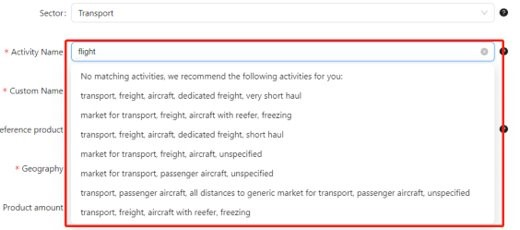 Sector: Transport
* Activity Name flight
No matching activities, we recommend the following activities for you:
* Custom Name
transport, freight, aircraft, dedicated freight, very short haul
market for transport, freight, aircraft with reefer, freezing
eference product
transport, freight, aircraft, dedicated freight, short haul
market for transport, freight, aircraft, unspecified
* Geography
market for transport, passenger aircraft, unspecified
transport, passenger aircraft, all distances to generic market for transport, passenger aircraft, unspecified
Product amount
transport, freight, aircraft with reefer, freezing